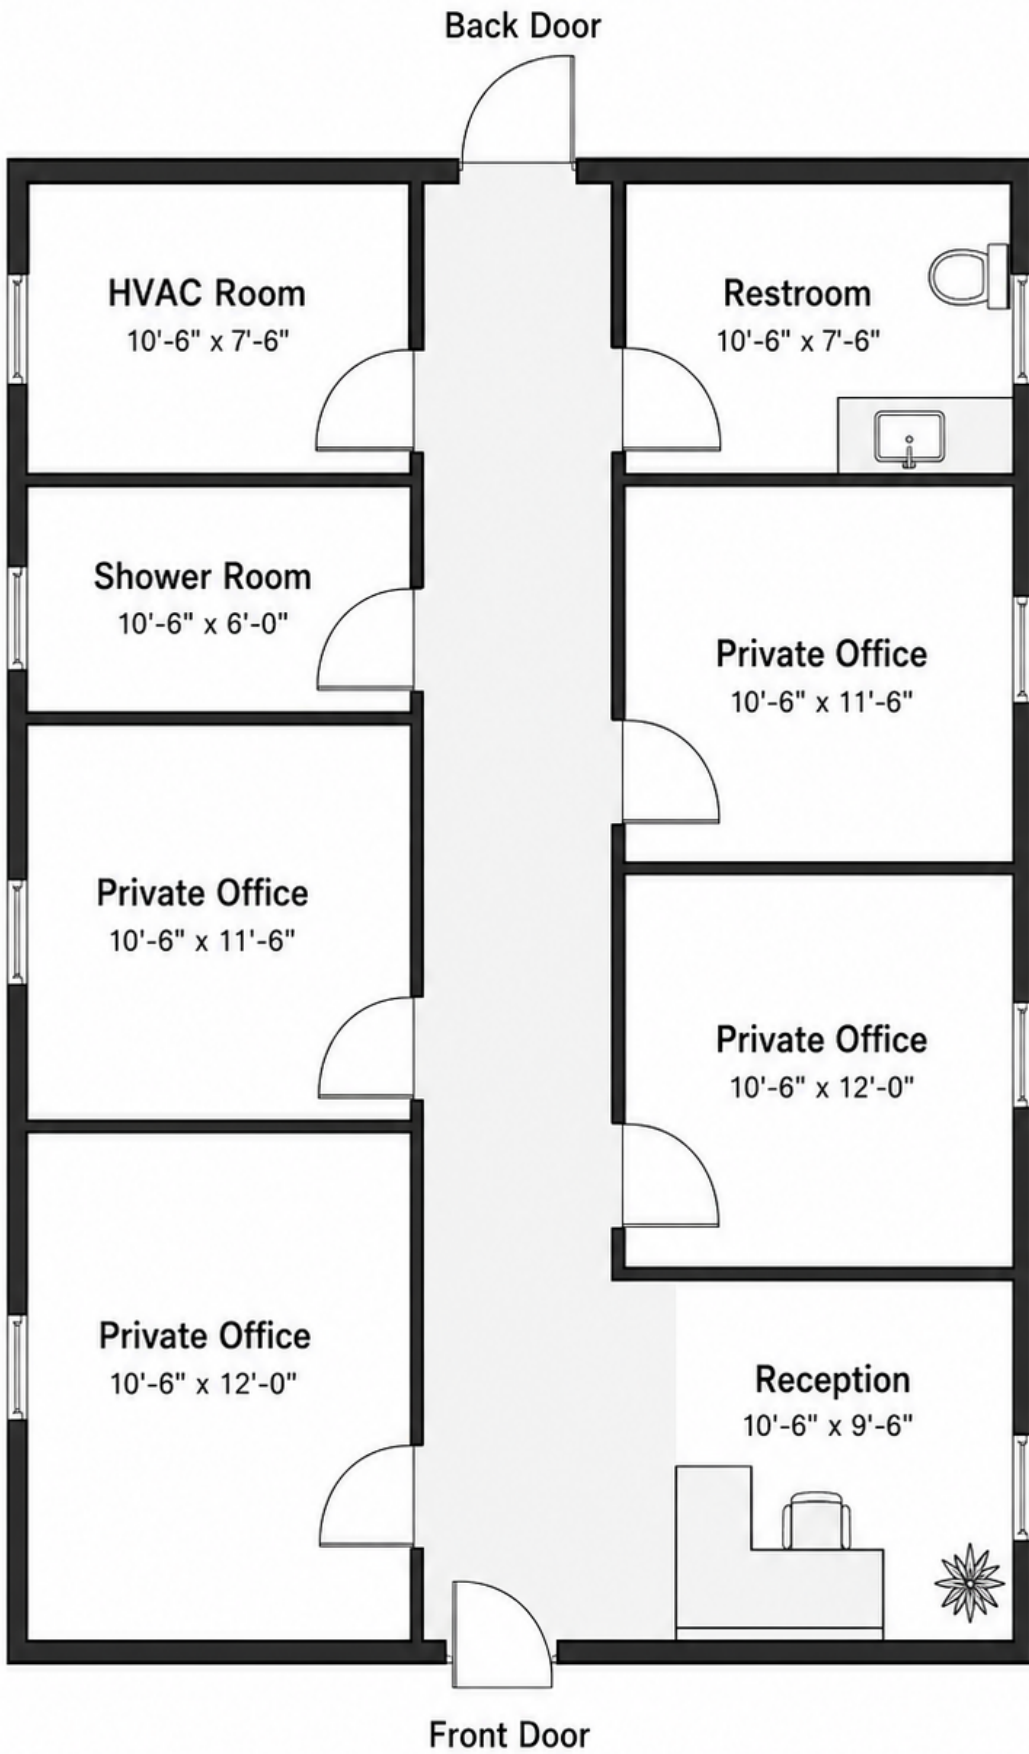 Back Door
HVAC Room
10'-6" x 7'-6"
Restroom
10'-6" x 7'-6"
Shower Room
10'-6" x 6'-0"
Private Office
10'-6" x 11'-6"
Private Office
10'-6" x 11'-6"
Private Office
10'-6" x 12'-0"
Private Office
10'-6" x 12'-0"
Reception
10'-6" x 9'-6"
Front Door